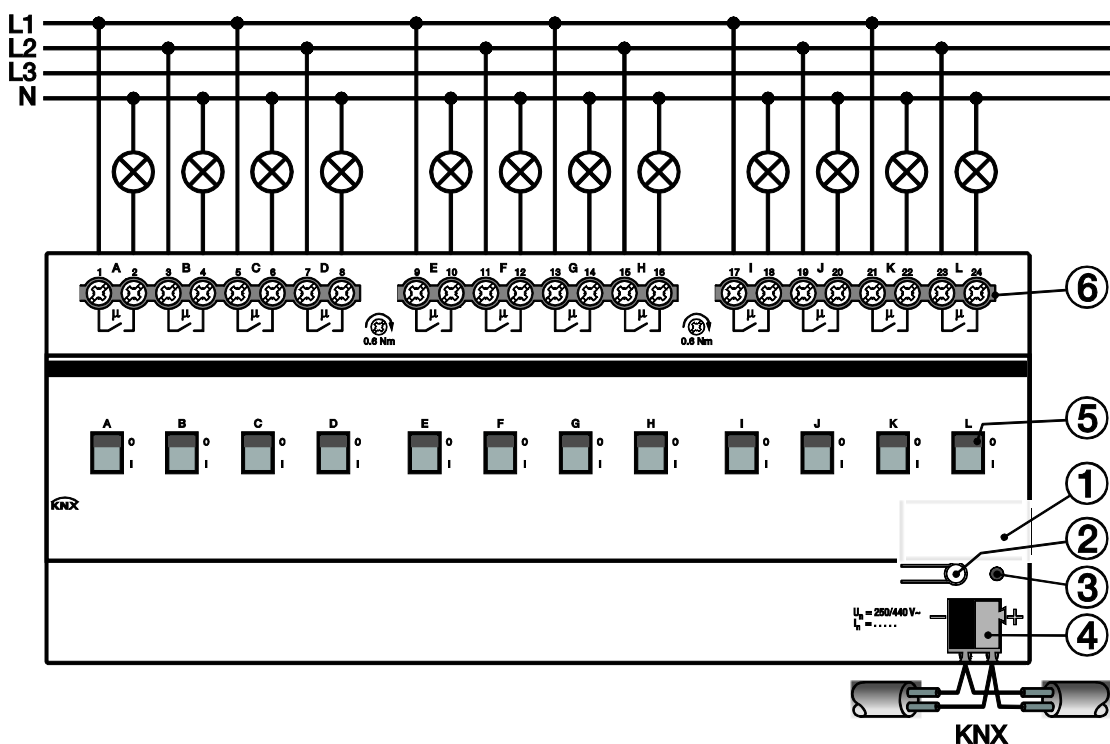 L1
L2
L3
N
1 A 2 3 B 4 5 C 6 7 D 8 9 E 10 11 F 12 13 G 14 15 H 16 17 I 18 19 J 20 21 K 22 23 L 24
6
µ µ µ µ µ µ µ µ µ µ µ µ
0.6 Nm 0.6 Nm
A B C D E F G H I J K L
5
0 0 0 0 0 0 0 0 0 0 0 0
I I I I I I I I I I I I
1
KNX
2
3
Un = 250/440 V~
In = .....
− +
4
KNX